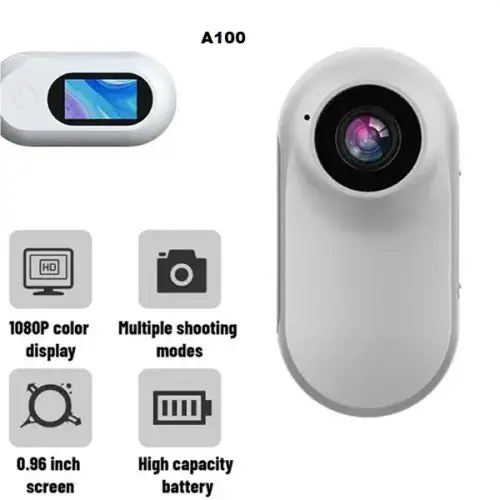 A100
HD
1080P color
display
Multiple shooting
modes
0.96 inch
screen
High capacity
battery